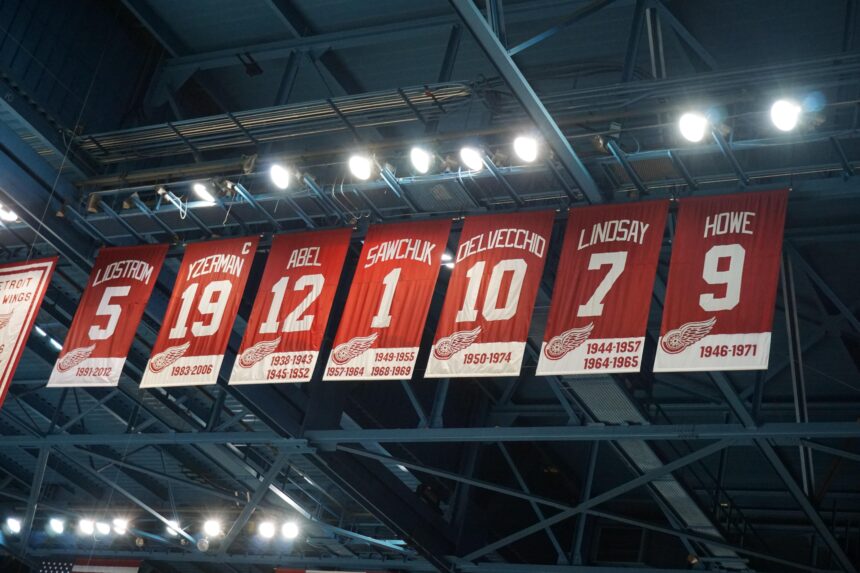 DETROIT
WINGS
LIDSTROM
5
1991-2012
YZERMAN C
19
1983-2006
ABEL
12
1938-1943
1945-1952
SAWCHUK
1
1949-1955
1957-1964 1968-1969
DELVECCHIO
10
1950-1974
LINDSAY
7
1944-1957
1964-1965
HOWE
9
1946-1971